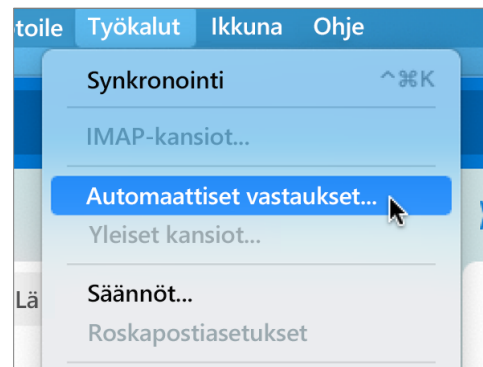 toile Työkalut Ikkuna Ohje
Synkronointi ^⌘K
IMAP-kansiot...
Automaattiset vastaukset...
Yleiset kansiot...
Lä
Säännöt...
Roskapostiasetukset